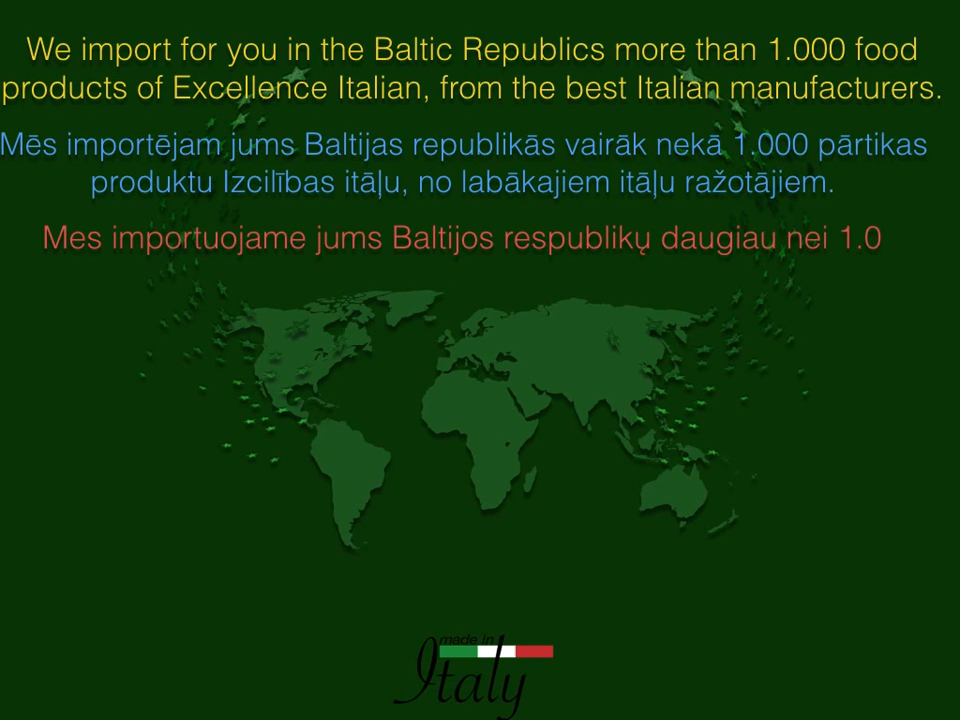 We import for you in the Baltic Republics more than 1.000 food
products of Excellence Italian, from the best Italian manufacturers.
Mēs importējam jums Baltijas republikās vairāk nekā 1.000 pārtikas
produktu Izcilības itāļu, no labākajiem itāļu ražotājiem.
Mes importuojame jums Baltijos respublikų daugiau nei 1.0
made in
Italy